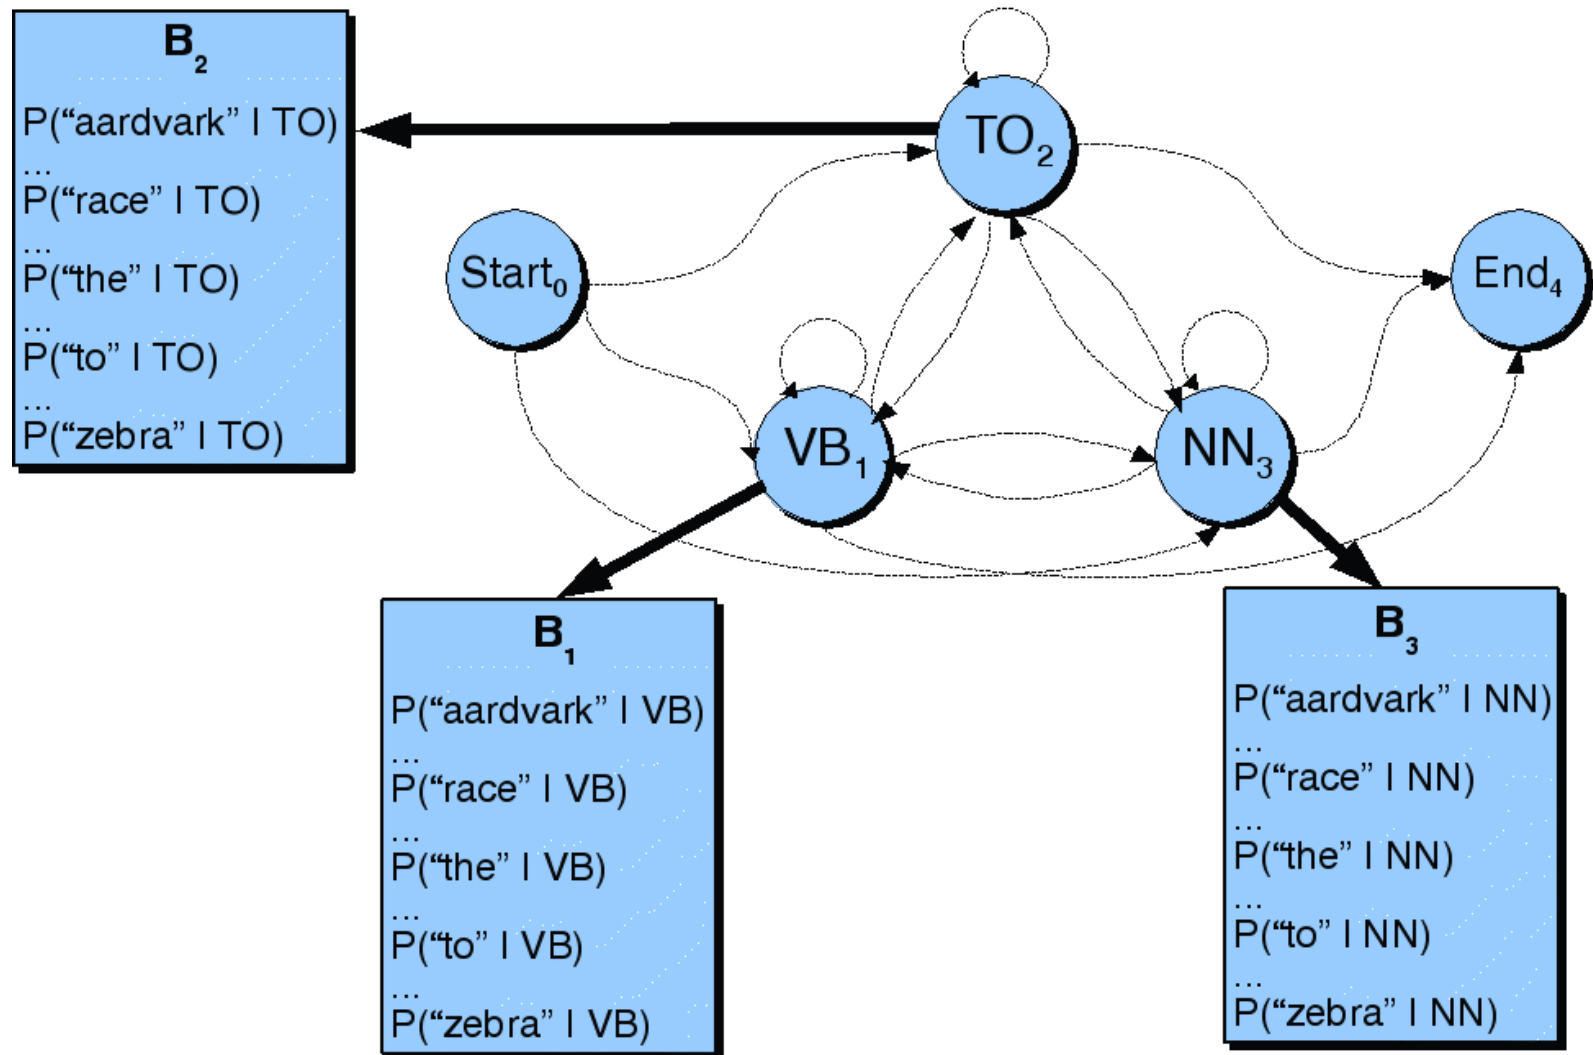 B₂
P(“aardvark” | TO)
...
P(“race” | TO)
...
P(“the” | TO)
...
P(“to” | TO)
...
P(“zebra” | TO)
TO₂
Start₀
End₄
VB₁
NN₃
B₁
P(“aardvark” | VB)
...
P(“race” | VB)
...
P(“the” | VB)
...
P(“to” | VB)
...
P(“zebra” | VB)
B₃
P(“aardvark” | NN)
...
P(“race” | NN)
...
P(“the” | NN)
...
P(“to” | NN)
...
P(“zebra” | NN)